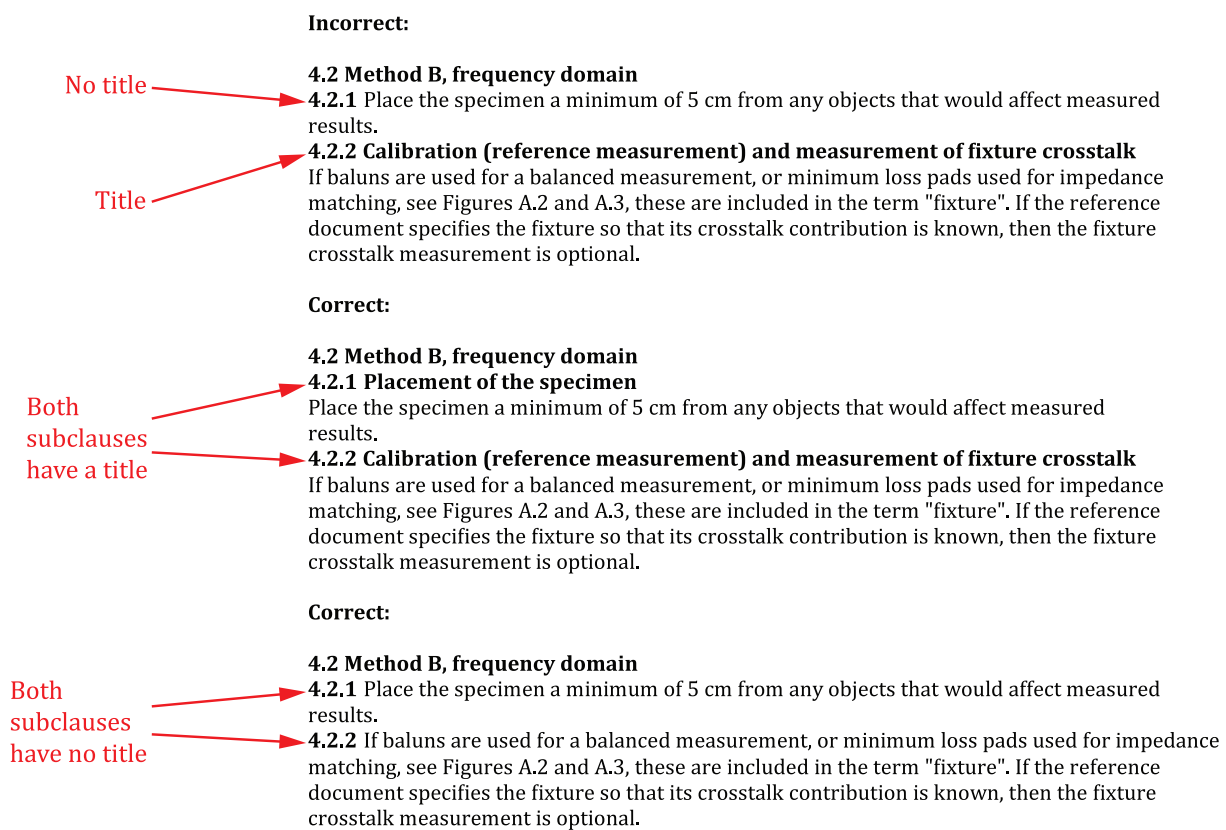 Incorrect:
4.2 Method B, frequency domain
No title
4.2.1 Place the specimen a minimum of 5 cm from any objects that would affect measured
results.
4.2.2 Calibration (reference measurement) and measurement of fixture crosstalk
Title
If baluns are used for a balanced measurement, or minimum loss pads used for impedance
matching, see Figures A.2 and A.3, these are included in the term "fixture". If the reference
document specifies the fixture so that its crosstalk contribution is known, then the fixture
crosstalk measurement is optional.
Correct:
4.2 Method B, frequency domain
4.2.1 Placement of the specimen
Both
subclauses
have a title
Place the specimen a minimum of 5 cm from any objects that would affect measured
results.
4.2.2 Calibration (reference measurement) and measurement of fixture crosstalk
If baluns are used for a balanced measurement, or minimum loss pads used for impedance
matching, see Figures A.2 and A.3, these are included in the term "fixture". If the reference
document specifies the fixture so that its crosstalk contribution is known, then the fixture
crosstalk measurement is optional.
Correct:
4.2 Method B, frequency domain
Both
subclauses
have no title
4.2.1 Place the specimen a minimum of 5 cm from any objects that would affect measured
results.
4.2.2 If baluns are used for a balanced measurement, or minimum loss pads used for impedance
matching, see Figures A.2 and A.3, these are included in the term "fixture". If the reference
document specifies the fixture so that its crosstalk contribution is known, then the fixture
crosstalk measurement is optional.